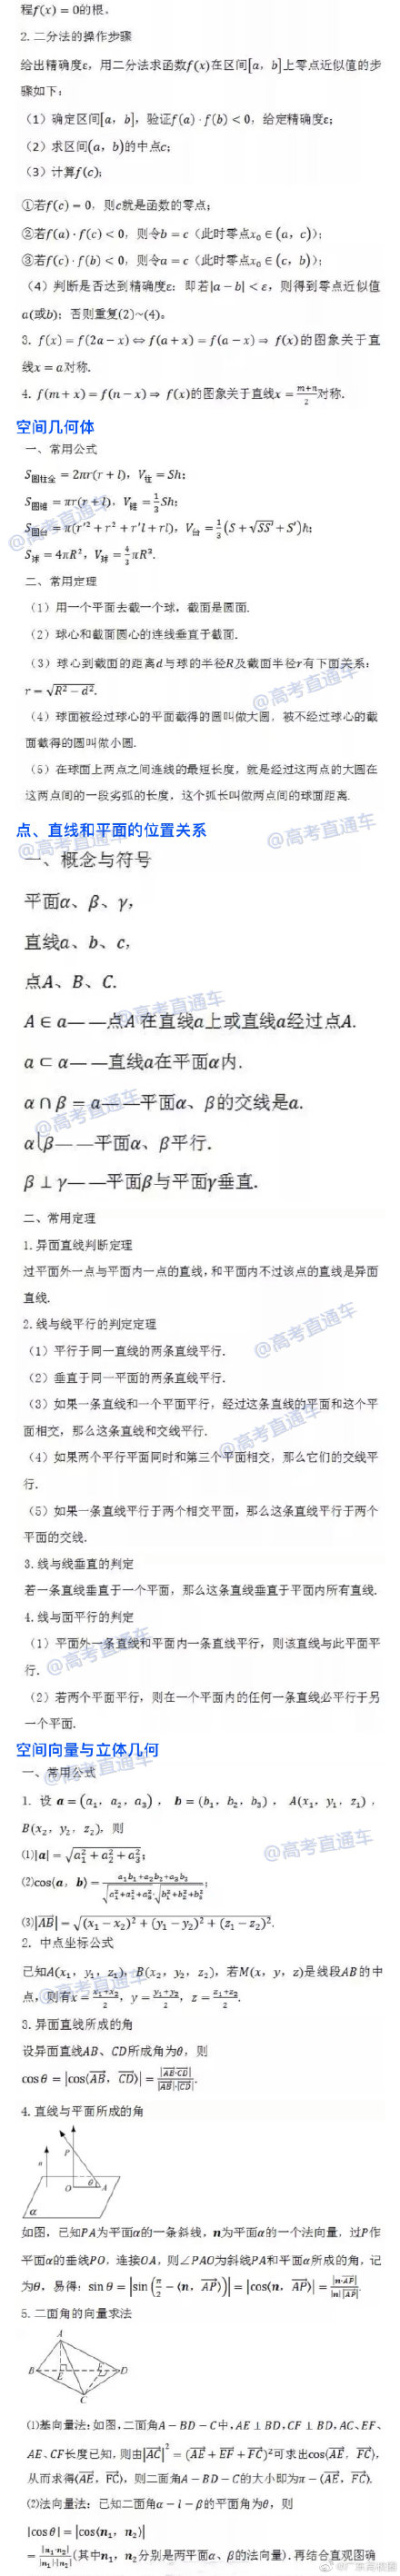 程f(x) = 0的根。
2. 二分法的操作步骤
给出精确度ε，用二分法求函数f(x)在区间[a，b]上零点近似值的步
骤如下：
（1）确定区间[a，b]，验证f(a)·f(b) < 0，给定精确度ε；
（2）求区间(a，b)的中点c；
（3）计算f(c)；
①若f(c) = 0，则c就是函数的零点；
②若f(a)·f(c) < 0，则令b = c（此时零点x₀ ∈ (a，c)）；
③若f(c)·f(b) < 0，则令a = c（此时零点x₀ ∈ (c，b)）；
（4）判断是否达到精确度ε：即若|a − b| < ε，则得到零点近似值
a(或b)；否则重复(2)~(4)。
3. f(x) = f(2a − x) ⇔ f(a + x) = f(a − x) ⇒ f(x)的图象关于直
线x = a对称.
4. f(m + x) = f(n − x) ⇒ f(x)的图象关于直线x = (m+n)/2对称.
空间几何体
一、常用公式
S圆柱全 = 2πr(r + l)，V柱 = Sh；
S圆锥 = πr(r + l)，V锥 = 1/3 Sh；
S圆台 = π(r′² + r² + r′l + rl)，V台 = 1/3 (S + √SS′ + S′)h；
S球 = 4πR²，V球 = 4/3 πR³.
二、常用定理
（1）用一个平面去截一个球，截面是圆面.
（2）球心和截面圆心的连线垂直于截面.
（3）球心到截面的距离d与球的半径R及截面半径r有下面关系：
r = √(R² − d²).
（4）球面被经过球心的平面截得的圆叫做大圆，被不经过球心的截
面截得的圆叫做小圆.
（5）在球面上两点之间连线的最短长度，就是经过这两点的大圆在
这两点间的一段劣弧的长度，这个弧长叫做两点间的球面距离.
点、直线和平面的位置关系
一、概念与符号
平面α、β、γ，
直线a、b、c，
点A、B、C.
A ∈ a— —点A在直线a上或直线a经过点A.
a ⊂ α— —直线a在平面α内.
α ∩ β = a— —平面α、β的交线是a.
α∥β— —平面α、β平行.
β ⊥ γ— —平面β与平面γ垂直.
二、常用定理
1. 异面直线判断定理
过平面外一点与平面内一点的直线，和平面内不过该点的直线是异面
直线.
2. 线与线平行的判定定理
（1）平行于同一直线的两条直线平行.
（2）垂直于同一平面的两条直线平行.
（3）如果一条直线和一个平面平行，经过这条直线的平面和这个平
面相交，那么这条直线和交线平行.
（4）如果两个平行平面同时和第三个平面相交，那么它们的交线平
行.
（5）如果一条直线平行于两个相交平面，那么这条直线平行于两个
平面的交线.
3. 线与线垂直的判定
若一条直线垂直于一个平面，那么这条直线垂直于平面内所有直线.
4. 线与面平行的判定
（1）平面外一条直线和平面内一条直线平行，则该直线与此平面平
行.
（2）若两个平面平行，则在一个平面内的任何一条直线必平行于另
一个平面.
空间向量与立体几何
一、常用公式
1. 设 a = (a₁，a₂，a₃)，b = (b₁，b₂，b₃)，A(x₁，y₁，z₁)，
B(x₂，y₂，z₂)，则
⑴|a| = √(a₁² + a₂² + a₃²)；
⑵cos⟨a，b⟩ = (a₁b₁+a₂b₂+a₃b₃)/(√(a₁²+a₂²+a₃²)·√(b₁²+b₂²+b₃²))；
⑶|AB| = √((x₁ − x₂)² + (y₁ − y₂)² + (z₁ − z₂)²).
2. 中点坐标公式
已知A(x₁，y₁，z₁)，B(x₂，y₂，z₂)，若M(x，y，z)是线段AB的中
点，则有x = (x₁+x₂)/2，y = (y₁+y₂)/2，z = (z₁+z₂)/2.
3. 异面直线所成的角
设异面直线AB、CD所成角为θ，则
cos θ = |cos⟨AB，CD⟩| = |AB·CD|/(|AB|·|CD|).
4. 直线与平面所成的角
P
n
O
θ
A
α
如图，已知PA为平面α的一条斜线，n为平面α的一个法向量，过P作
平面α的垂线PO，连接OA，则∠PAO为斜线PA和平面α所成的角，记
为θ，易得：sin θ = |sin(π/2 − ⟨n，AP⟩)| = |cos⟨n，AP⟩| = |n·AP|/(|n|·|AP|).
5. 二面角的向量求法
A
B
E
F
D
C
⑴基向量法：如图，二面角A − BD − C中，AE ⊥ BD，CF ⊥ BD，AC、EF、
AE、CF长度已知，则由|AC|² = (AE + EF + FC)²可求出cos⟨AE，FC⟩，
从而求得⟨AE，FC⟩，则二面角A − BD − C的大小即为π − ⟨AE，FC⟩.
⑵法向量法：已知二面角α − l − β的平面角为θ，则
|cos θ| = |cos⟨n₁，n₂⟩|
= |n₁·n₂|/(|n₁|·|n₂|)(其中n₁，n₂分别是两平面α、β的法向量).再结合直观图确
@高考直通车